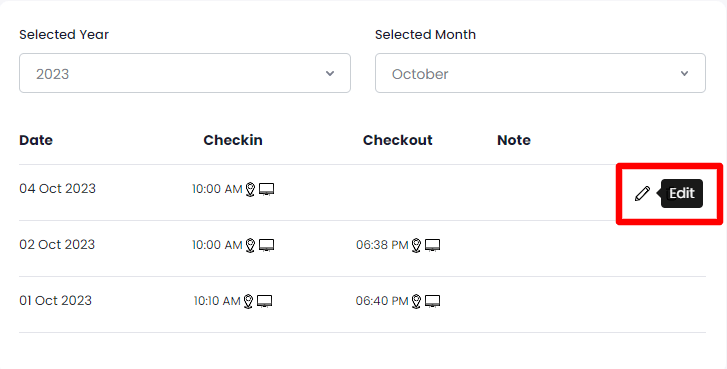 Selected Year Selected Month
2023 October
Date Checkin Checkout Note
04 Oct 2023 10:00 AM Edit
02 Oct 2023 10:00 AM 06:38 PM
01 Oct 2023 10:10 AM 06:40 PM